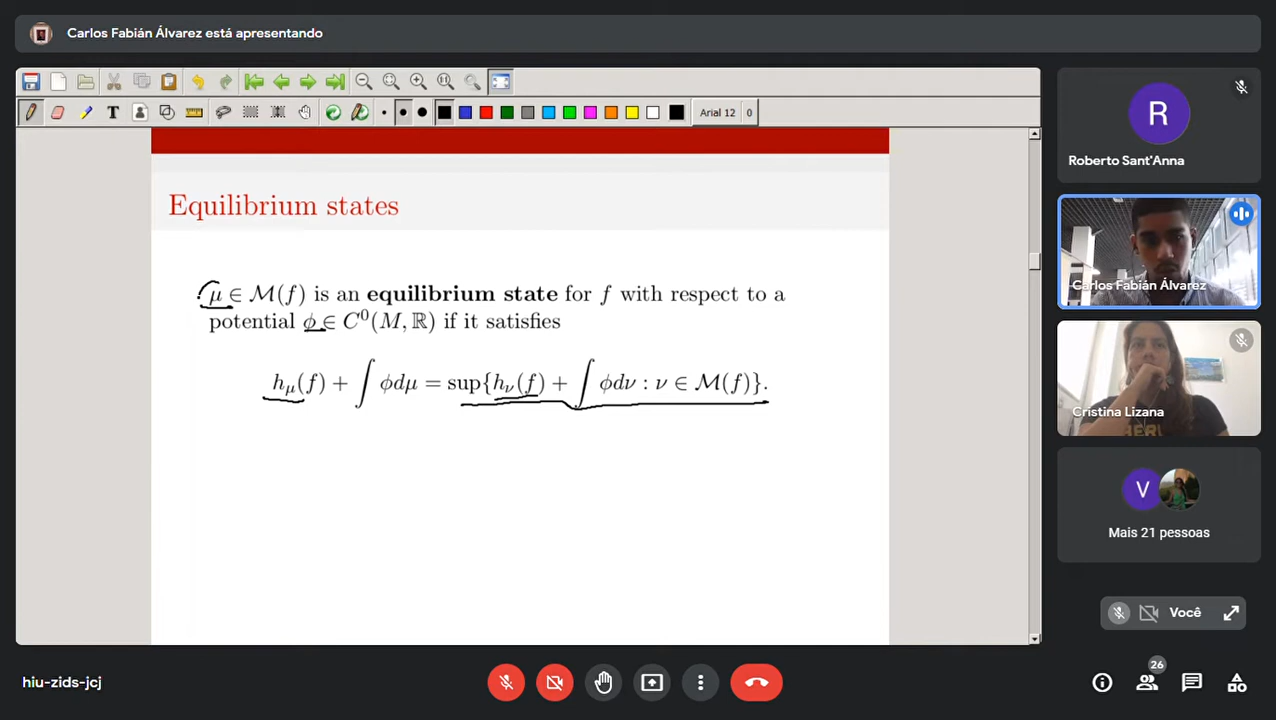 Carlos Fabián Álvarez está apresentando
T
Arial 12 0
Equilibrium states
μ ∈ M(f) is an equilibrium state for f with respect to a
potential ϕ ∈ C⁰(M, ℝ) if it satisfies
h_μ(f) + ∫ ϕdμ = sup{h_ν(f) + ∫ ϕdν : ν ∈ M(f)}.
R
Roberto Sant'Anna
Carlos Fabián Álvarez
Cristina Lizana
V
Mais 21 pessoas
Você
hiu-zids-jcj
26